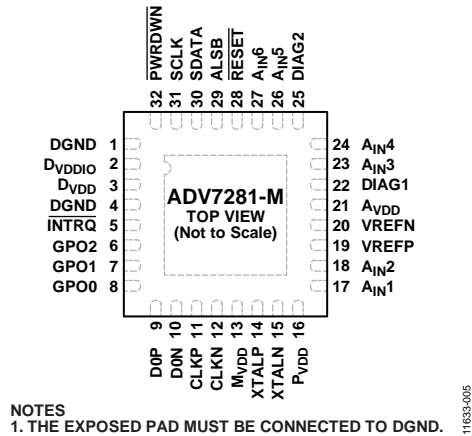 32 PWRDWN
31 SCLK
30 SDATA
29 ALSB
28 RESET
27 AIN6
26 AIN5
25 DIAG2
DGND 1
DVDDIO 2
DVDD 3
DGND 4
INTRQ 5
GPO2 6
GPO1 7
GPO0 8
ADV7281-M
TOP VIEW
(Not to Scale)
24 AIN4
23 AIN3
22 DIAG1
21 AVDD
20 VREFN
19 VREFP
18 AIN2
17 AIN1
D0P 9
D0N 10
CLKP 11
CLKN 12
MVDD 13
XTALP 14
XTALN 15
PVDD 16
NOTES
1. THE EXPOSED PAD MUST BE CONNECTED TO DGND.
11633-005